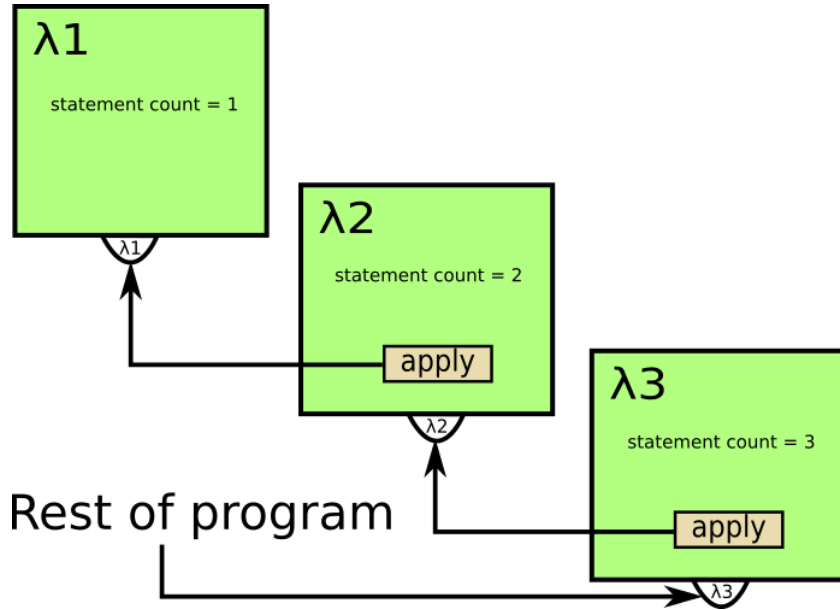 λ1
statement count = 1
λ1
λ2
statement count = 2
apply
λ2
λ3
statement count = 3
apply
λ3
Rest of program